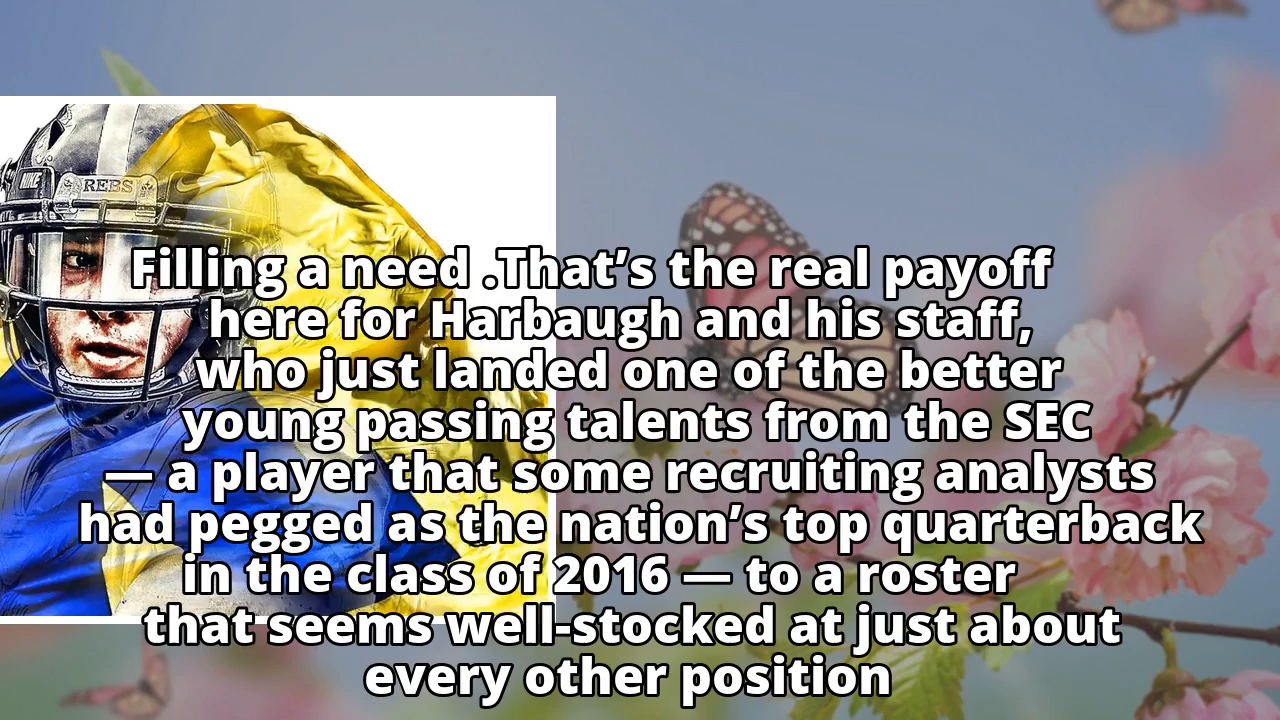 REBS
Filling a need .That’s the real payoff
here for Harbaugh and his staff,
who just landed one of the better
young passing talents from the SEC
— a player that some recruiting analysts
had pegged as the nation’s top quarterback
in the class of 2016 — to a roster
that seems well-stocked at just about
every other position